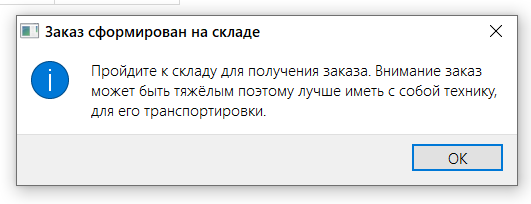 Заказ сформирован на складе
Пройдите к складу для получения заказа. Внимание заказ
может быть тяжёлым поэтому лучше иметь с собой технику,
для его транспортировки.
ОК